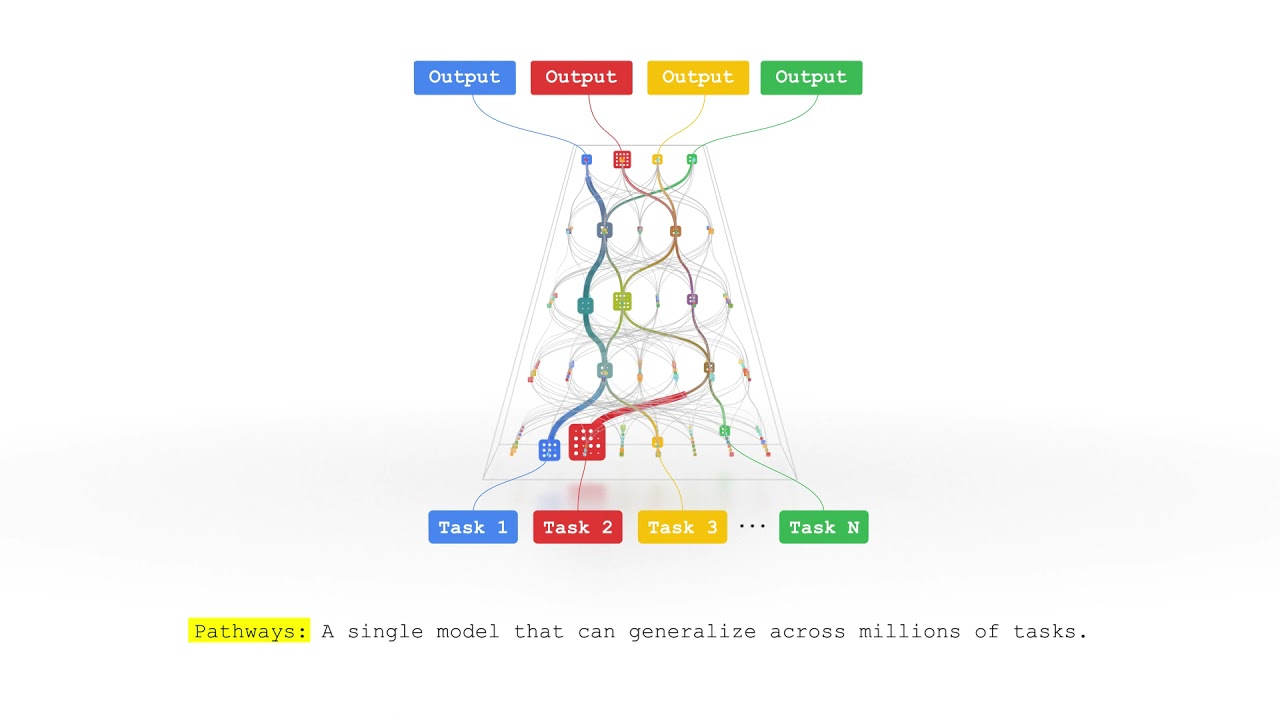 Output Output Output Output
Task 1 Task 2 Task 3 ... Task N
Pathways: A single model that can generalize across millions of tasks.